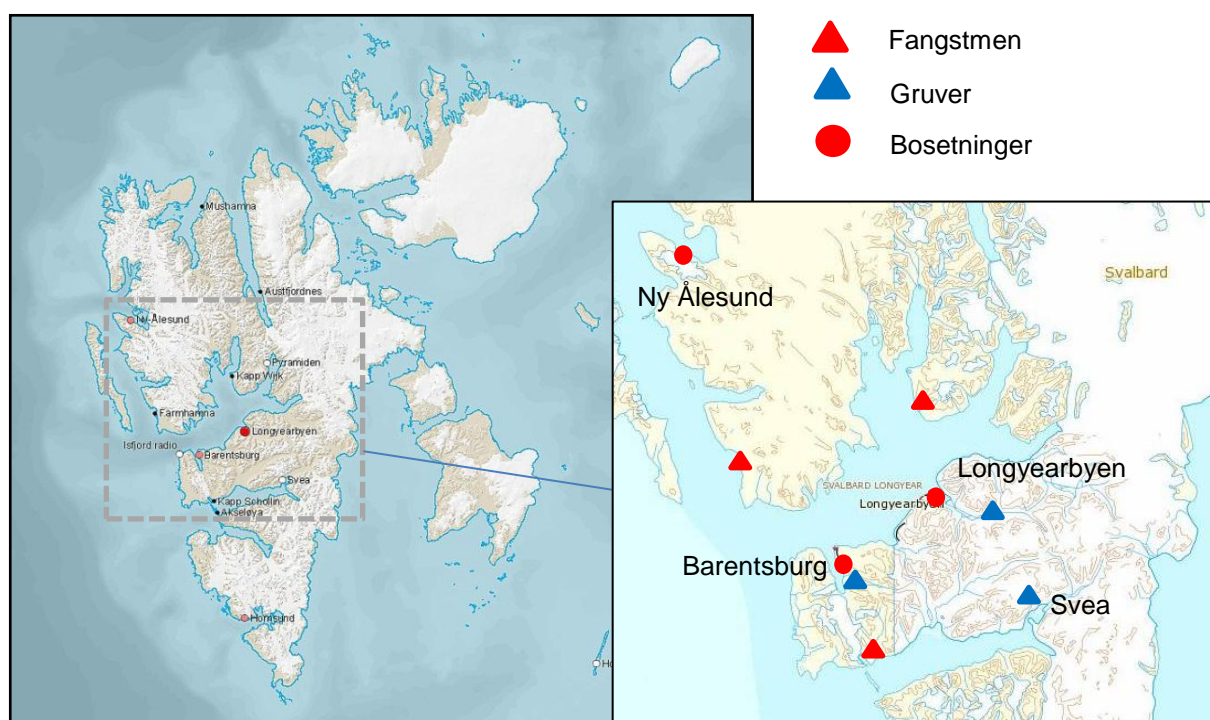 Fangstmen
Gruver
Bosetninger
Mushamna
Austfjordnes
Ny-Ålesund
Pyramiden
Kapp Wijk
Farmhamna
Longyearbyen
Isfjord radio
Barentsburg
Svea
Kapp Schollin
Akseløya
Hornsund
Svalbard
Ny Ålesund
Longyearbyen
SVALBARD LONGYEAR
Longyearbyen
Barentsburg
Svea